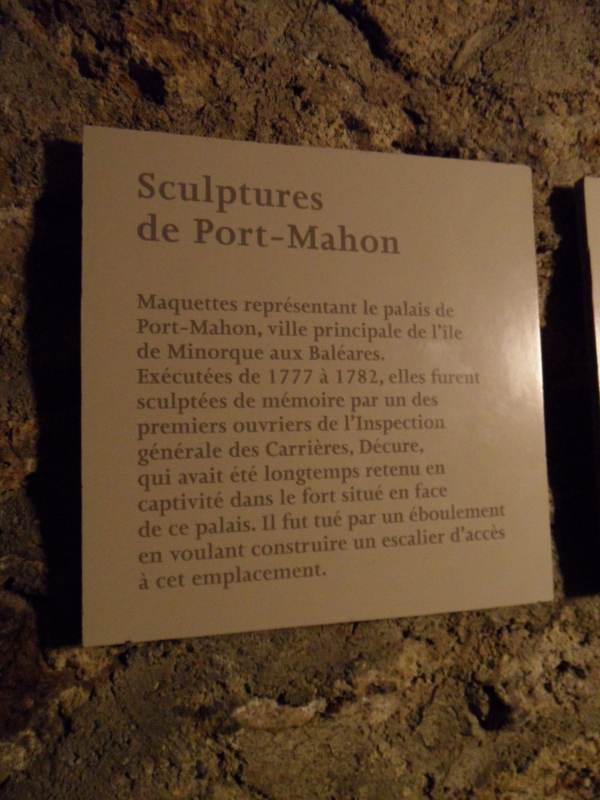 Sculptures
de Port-Mahon
Maquettes représentant le palais de
Port-Mahon, ville principale de l'île
de Minorque aux Baléares.
Exécutées de 1777 à 1782, elles furent
sculptées de mémoire par un des
premiers ouvriers de l'Inspection
générale des Carrières, Décure,
qui avait été longtemps retenu en
captivité dans le fort situé en face
de ce palais. Il fut tué par un éboulement
en voulant construire un escalier d'accès
à cet emplacement.